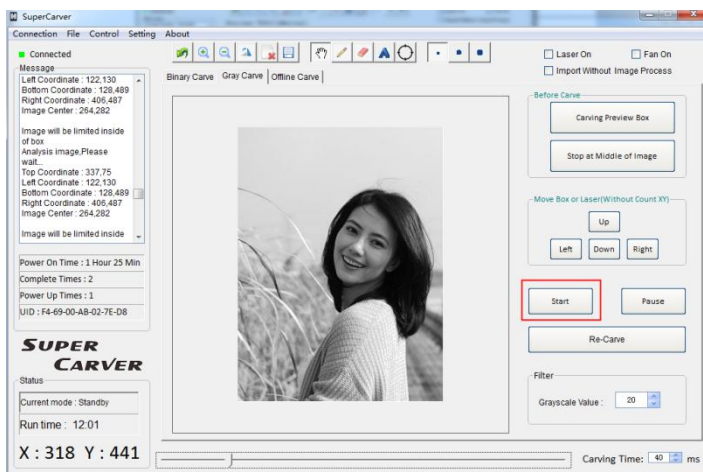 SuperCarver
Connection File Control Setting About
Connected
Message
Left Coordinate : 122,130
Bottom Coordinate : 128,489
Right Coordinate : 406,487
Image Center : 264,282
Image will be limited inside
of box
Analysis image,Please
wait...
Top Coordinate : 337,75
Left Coordinate : 122,130
Bottom Coordinate : 128,489
Right Coordinate : 406,487
Image Center : 264,282
Image will be limited inside
Power On Time : 1 Hour 25 Min
Complete Times : 2
Power Up Times : 1
UID : F4-69-00-AB-02-7E-D8
SUPER
CARVER
Status
Current mode : Standby
Run time : 12:01
X : 318 Y : 441
A
Binary Carve Gray Carve Offline Carve
Laser On Fan On
Import Without Image Process
Before Carve
Carving Preview Box
Stop at Middle of Image
Move Box or Laser(Without Count XY)
Up
Left Down Right
Start Pause
Re-Carve
Filter
Grayscale Value : 20
Carving Time: 40 ms